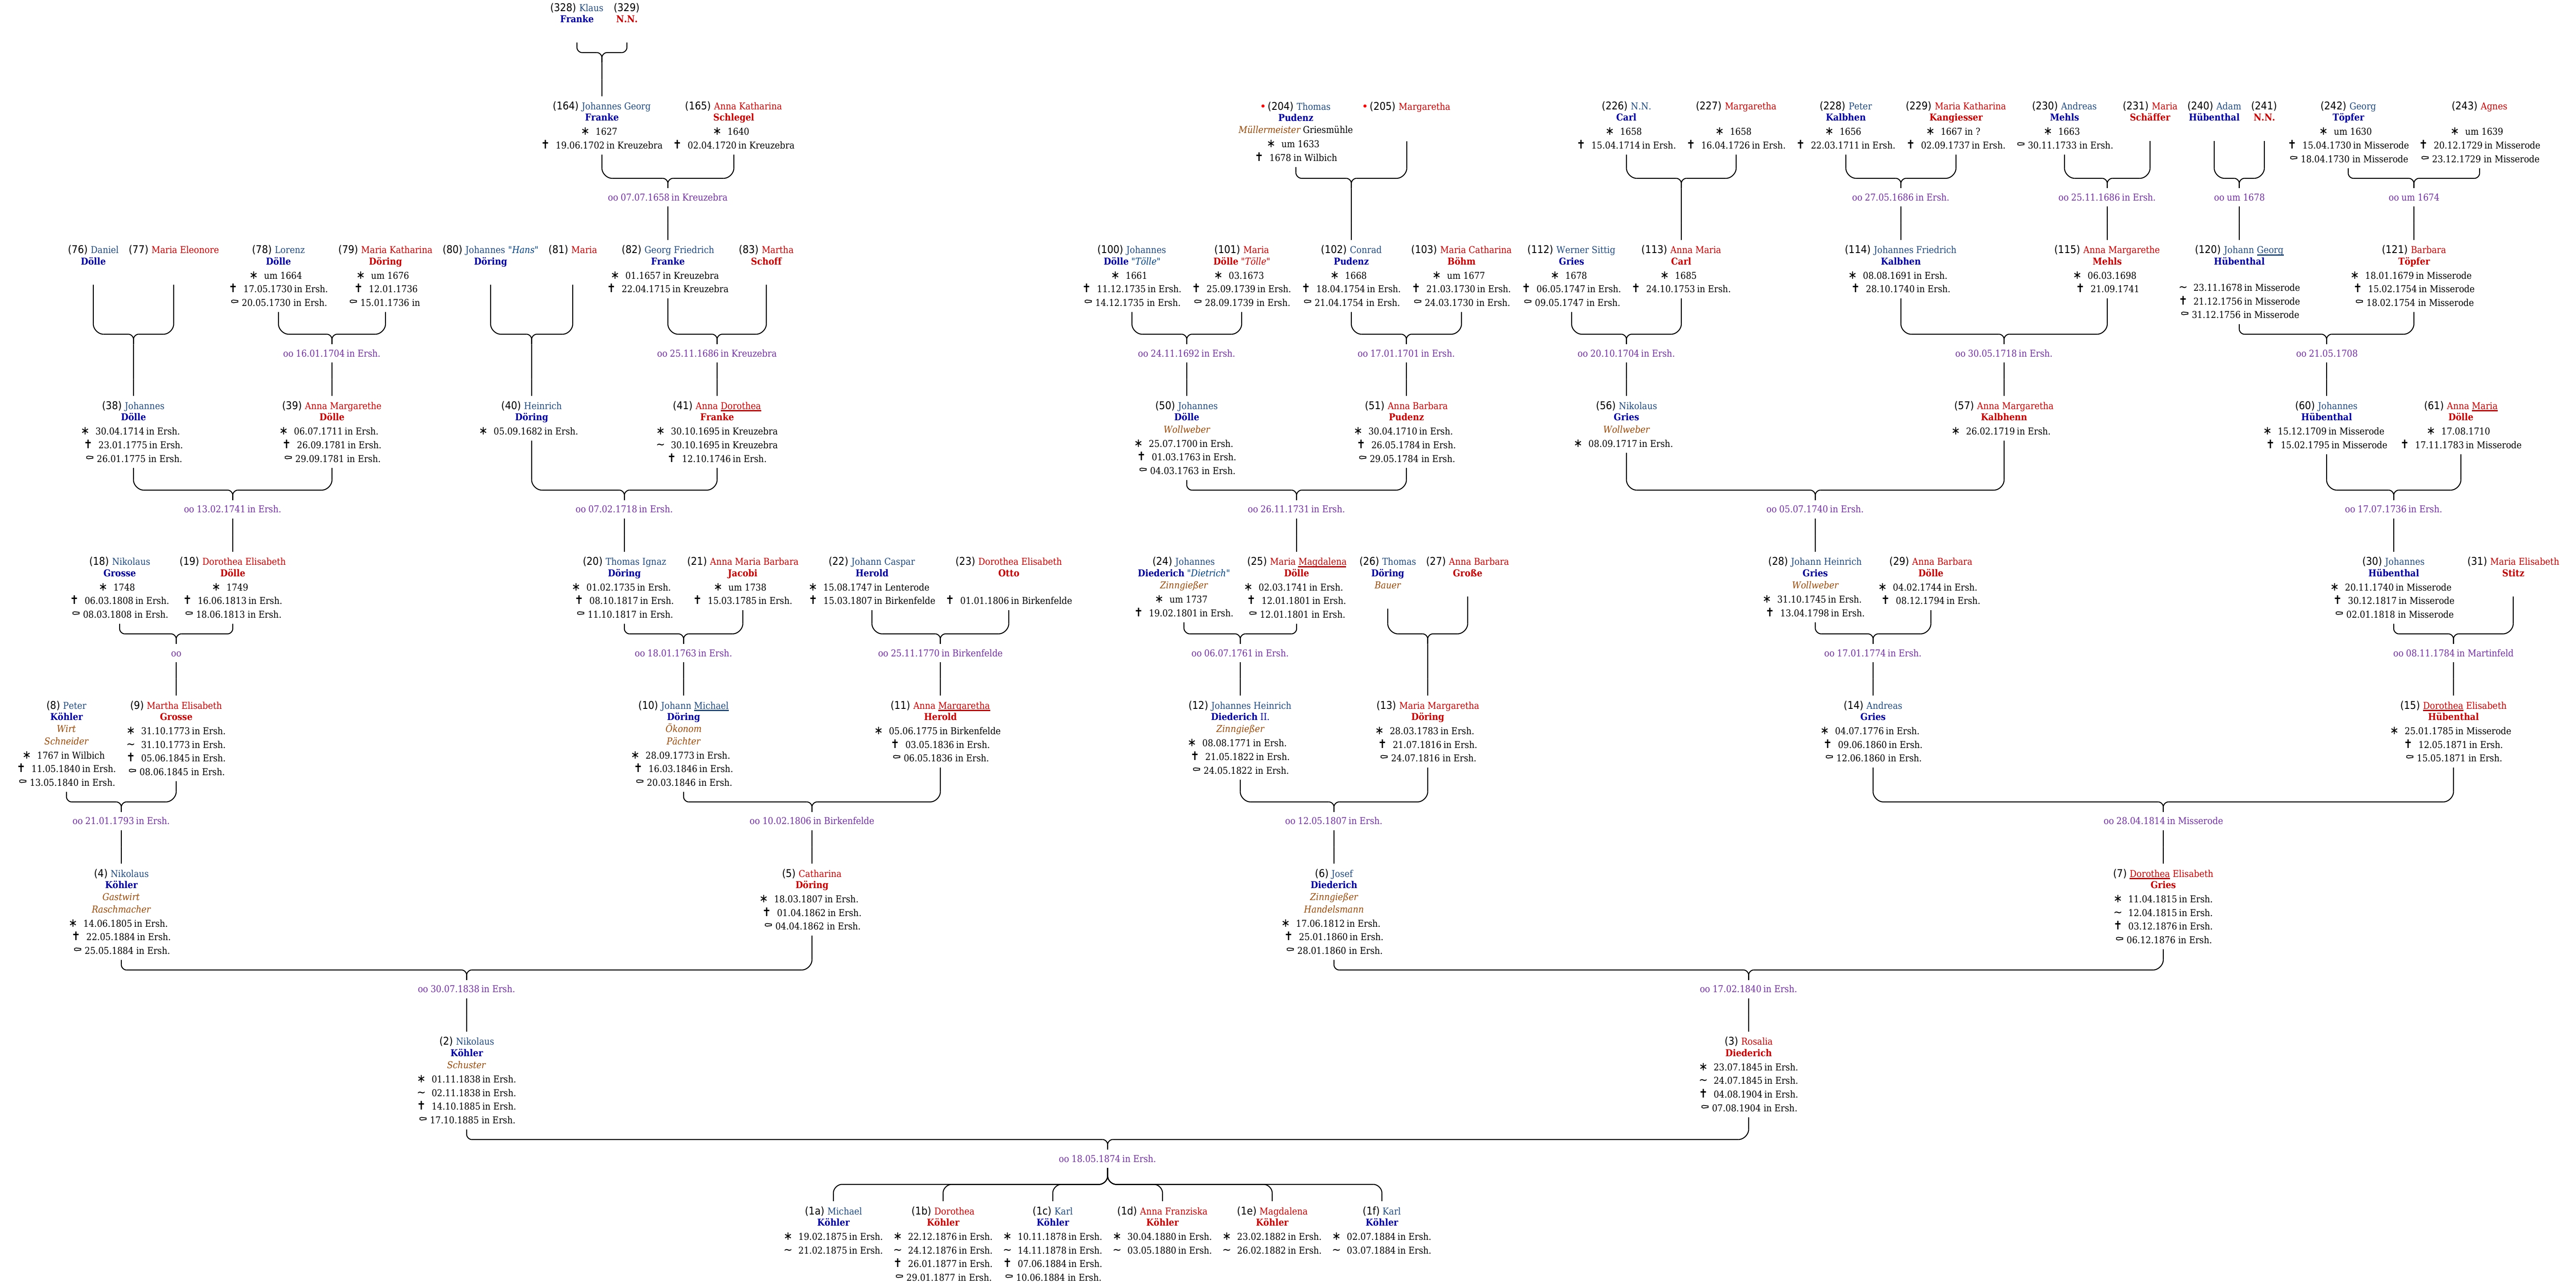 (328) Klaus
Franke
(329)
N.N.
(164) Johannes Georg
Franke
∗ 1627
✝ 19.06.1702 in Kreuzebra
(165) Anna Katharina
Schlegel
∗ 1640
✝ 02.04.1720 in Kreuzebra
• (204) Thomas
Pudenz
Müllermeister Griesmühle
∗ um 1633
✝ 1678 in Wilbich
• (205) Margaretha
(226) N.N.
Carl
∗ 1658
✝ 15.04.1714 in Ersh.
(227) Margaretha
∗ 1658
✝ 16.04.1726 in Ersh.
(228) Peter
Kalbhen
∗ 1656
✝ 22.03.1711 in Ersh.
(229) Maria Katharina
Kangiesser
∗ 1667 in ?
✝ 02.09.1737 in Ersh.
(230) Andreas
Mehls
∗ 1663
⚰ 30.11.1733 in Ersh.
(231) Maria
Schäffer
(240) Adam
Hübenthal
(241)
N.N.
(242) Georg
Töpfer
∗ um 1630
✝ 15.04.1730 in Misserode
⚰ 18.04.1730 in Misserode
(243) Agnes
∗ um 1639
✝ 20.12.1729 in Misserode
⚰ 23.12.1729 in Misserode
oo 07.07.1658 in Kreuzebra
oo 27.05.1686 in Ersh.
oo 25.11.1686 in Ersh.
oo um 1678
oo um 1674
(76) Daniel
Dölle
(77) Maria Eleonore
(78) Lorenz
Dölle
∗ um 1664
✝ 17.05.1730 in Ersh.
⚰ 20.05.1730 in Ersh.
(79) Maria Katharina
Döring
∗ um 1676
✝ 12.01.1736
⚰ 15.01.1736 in
(80) Johannes "Hans"
Döring
(81) Maria
(82) Georg Friedrich
Franke
∗ 01.1657 in Kreuzebra
✝ 22.04.1715 in Kreuzebra
(83) Martha
Schoff
(100) Johannes
Dölle "Tölle"
∗ 1661
✝ 11.12.1735 in Ersh.
⚰ 14.12.1735 in Ersh.
(101) Maria
Dölle "Tölle"
∗ 03.1673
✝ 25.09.1739 in Ersh.
⚰ 28.09.1739 in Ersh.
(102) Conrad
Pudenz
∗ 1668
✝ 18.04.1754 in Ersh.
⚰ 21.04.1754 in Ersh.
(103) Maria Catharina
Böhm
∗ um 1677
✝ 21.03.1730 in Ersh.
⚰ 24.03.1730 in Ersh.
(112) Werner Sittig
Gries
∗ 1678
✝ 06.05.1747 in Ersh.
⚰ 09.05.1747 in Ersh.
(113) Anna Maria
Carl
∗ 1685
✝ 24.10.1753 in Ersh.
(114) Johannes Friedrich
Kalbhen
∗ 08.08.1691 in Ersh.
✝ 28.10.1740 in Ersh.
(115) Anna Margarethe
Mehls
∗ 06.03.1698
✝ 21.09.1741
(120) Johann Georg
Hübenthal
~ 23.11.1678 in Misserode
✝ 21.12.1756 in Misserode
⚰ 31.12.1756 in Misserode
(121) Barbara
Töpfer
∗ 18.01.1679 in Misserode
✝ 15.02.1754 in Misserode
⚰ 18.02.1754 in Misserode
oo 16.01.1704 in Ersh.
oo 25.11.1686 in Kreuzebra
oo 24.11.1692 in Ersh.
oo 17.01.1701 in Ersh.
oo 20.10.1704 in Ersh.
oo 30.05.1718 in Ersh.
oo 21.05.1708
(38) Johannes
Dölle
∗ 30.04.1714 in Ersh.
✝ 23.01.1775 in Ersh.
⚰ 26.01.1775 in Ersh.
(39) Anna Margarethe
Dölle
∗ 06.07.1711 in Ersh.
✝ 26.09.1781 in Ersh.
⚰ 29.09.1781 in Ersh.
(40) Heinrich
Döring
∗ 05.09.1682 in Ersh.
(41) Anna Dorothea
Franke
∗ 30.10.1695 in Kreuzebra
~ 30.10.1695 in Kreuzebra
✝ 12.10.1746 in Ersh.
(50) Johannes
Dölle
Wollweber
∗ 25.07.1700 in Ersh.
✝ 01.03.1763 in Ersh.
⚰ 04.03.1763 in Ersh.
(51) Anna Barbara
Pudenz
∗ 30.04.1710 in Ersh.
✝ 26.05.1784 in Ersh.
⚰ 29.05.1784 in Ersh.
(56) Nikolaus
Gries
Wollweber
∗ 08.09.1717 in Ersh.
(57) Anna Margaretha
Kalbhenn
∗ 26.02.1719 in Ersh.
(60) Johannes
Hübenthal
∗ 15.12.1709 in Misserode
✝ 15.02.1795 in Misserode
(61) Anna Maria
Dölle
∗ 17.08.1710
✝ 17.11.1783 in Misserode
oo 13.02.1741 in Ersh.
oo 07.02.1718 in Ersh.
oo 26.11.1731 in Ersh.
oo 05.07.1740 in Ersh.
oo 17.07.1736 in Ersh.
(18) Nikolaus
Grosse
∗ 1748
✝ 06.03.1808 in Ersh.
⚰ 08.03.1808 in Ersh.
(19) Dorothea Elisabeth
Dölle
∗ 1749
✝ 16.06.1813 in Ersh.
⚰ 18.06.1813 in Ersh.
(20) Thomas Ignaz
Döring
∗ 01.02.1735 in Ersh.
✝ 08.10.1817 in Ersh.
⚰ 11.10.1817 in Ersh.
(21) Anna Maria Barbara
Jacobi
∗ um 1738
✝ 15.03.1785 in Ersh.
(22) Johann Caspar
Herold
∗ 15.08.1747 in Lenterode
✝ 15.03.1807 in Birkenfelde
(23) Dorothea Elisabeth
Otto
✝ 01.01.1806 in Birkenfelde
(24) Johannes
Diederich "Dietrich"
Zinngießer
∗ um 1737
✝ 19.02.1801 in Ersh.
(25) Maria Magdalena
Dölle
∗ 02.03.1741 in Ersh.
✝ 12.01.1801 in Ersh.
⚰ 12.01.1801 in Ersh.
(26) Thomas
Döring
Bauer
(27) Anna Barbara
Große
(28) Johann Heinrich
Gries
Wollweber
∗ 31.10.1745 in Ersh.
✝ 13.04.1798 in Ersh.
(29) Anna Barbara
Dölle
∗ 04.02.1744 in Ersh.
✝ 08.12.1794 in Ersh.
(30) Johannes
Hübenthal
∗ 20.11.1740 in Misserode
✝ 30.12.1817 in Misserode
⚰ 02.01.1818 in Misserode
(31) Maria Elisabeth
Stitz
oo
oo 18.01.1763 in Ersh.
oo 25.11.1770 in Birkenfelde
oo 06.07.1761 in Ersh.
oo 17.01.1774 in Ersh.
oo 08.11.1784 in Martinfeld
(8) Peter
Köhler
Wirt
Schneider
∗ 1767 in Wilbich
✝ 11.05.1840 in Ersh.
⚰ 13.05.1840 in Ersh.
(9) Martha Elisabeth
Grosse
∗ 31.10.1773 in Ersh.
~ 31.10.1773 in Ersh.
✝ 05.06.1845 in Ersh.
⚰ 08.06.1845 in Ersh.
(10) Johann Michael
Döring
Ökonom
Pächter
∗ 28.09.1773 in Ersh.
✝ 16.03.1846 in Ersh.
⚰ 20.03.1846 in Ersh.
(11) Anna Margaretha
Herold
∗ 05.06.1775 in Birkenfelde
✝ 03.05.1836 in Ersh.
⚰ 06.05.1836 in Ersh.
(12) Johannes Heinrich
Diederich II.
Zinngießer
∗ 08.08.1771 in Ersh.
✝ 21.05.1822 in Ersh.
⚰ 24.05.1822 in Ersh.
(13) Maria Margaretha
Döring
∗ 28.03.1783 in Ersh.
✝ 21.07.1816 in Ersh.
⚰ 24.07.1816 in Ersh.
(14) Andreas
Gries
∗ 04.07.1776 in Ersh.
✝ 09.06.1860 in Ersh.
⚰ 12.06.1860 in Ersh.
(15) Dorothea Elisabeth
Hübenthal
∗ 25.01.1785 in Misserode
✝ 12.05.1871 in Ersh.
⚰ 15.05.1871 in Ersh.
oo 21.01.1793 in Ersh.
oo 10.02.1806 in Birkenfelde
oo 12.05.1807 in Ersh.
oo 28.04.1814 in Misserode
(4) Nikolaus
Köhler
Gastwirt
Raschmacher
∗ 14.06.1805 in Ersh.
✝ 22.05.1884 in Ersh.
⚰ 25.05.1884 in Ersh.
(5) Catharina
Döring
∗ 18.03.1807 in Ersh.
✝ 01.04.1862 in Ersh.
⚰ 04.04.1862 in Ersh.
(6) Josef
Diederich
Zinngießer
Handelsmann
∗ 17.06.1812 in Ersh.
✝ 25.01.1860 in Ersh.
⚰ 28.01.1860 in Ersh.
(7) Dorothea Elisabeth
Gries
∗ 11.04.1815 in Ersh.
~ 12.04.1815 in Ersh.
✝ 03.12.1876 in Ersh.
⚰ 06.12.1876 in Ersh.
oo 30.07.1838 in Ersh.
oo 17.02.1840 in Ersh.
(2) Nikolaus
Köhler
Schuster
∗ 01.11.1838 in Ersh.
~ 02.11.1838 in Ersh.
✝ 14.10.1885 in Ersh.
⚰ 17.10.1885 in Ersh.
(3) Rosalia
Diederich
∗ 23.07.1845 in Ersh.
~ 24.07.1845 in Ersh.
✝ 04.08.1904 in Ersh.
⚰ 07.08.1904 in Ersh.
oo 18.05.1874 in Ersh.
(1a) Michael
Köhler
∗ 19.02.1875 in Ersh.
~ 21.02.1875 in Ersh.
(1b) Dorothea
Köhler
∗ 22.12.1876 in Ersh.
~ 24.12.1876 in Ersh.
✝ 26.01.1877 in Ersh.
⚰ 29.01.1877 in Ersh.
(1c) Karl
Köhler
∗ 10.11.1878 in Ersh.
~ 14.11.1878 in Ersh.
✝ 07.06.1884 in Ersh.
⚰ 10.06.1884 in Ersh.
(1d) Anna Franziska
Köhler
∗ 30.04.1880 in Ersh.
~ 03.05.1880 in Ersh.
(1e) Magdalena
Köhler
∗ 23.02.1882 in Ersh.
~ 26.02.1882 in Ersh.
(1f) Karl
Köhler
∗ 02.07.1884 in Ersh.
~ 03.07.1884 in Ersh.